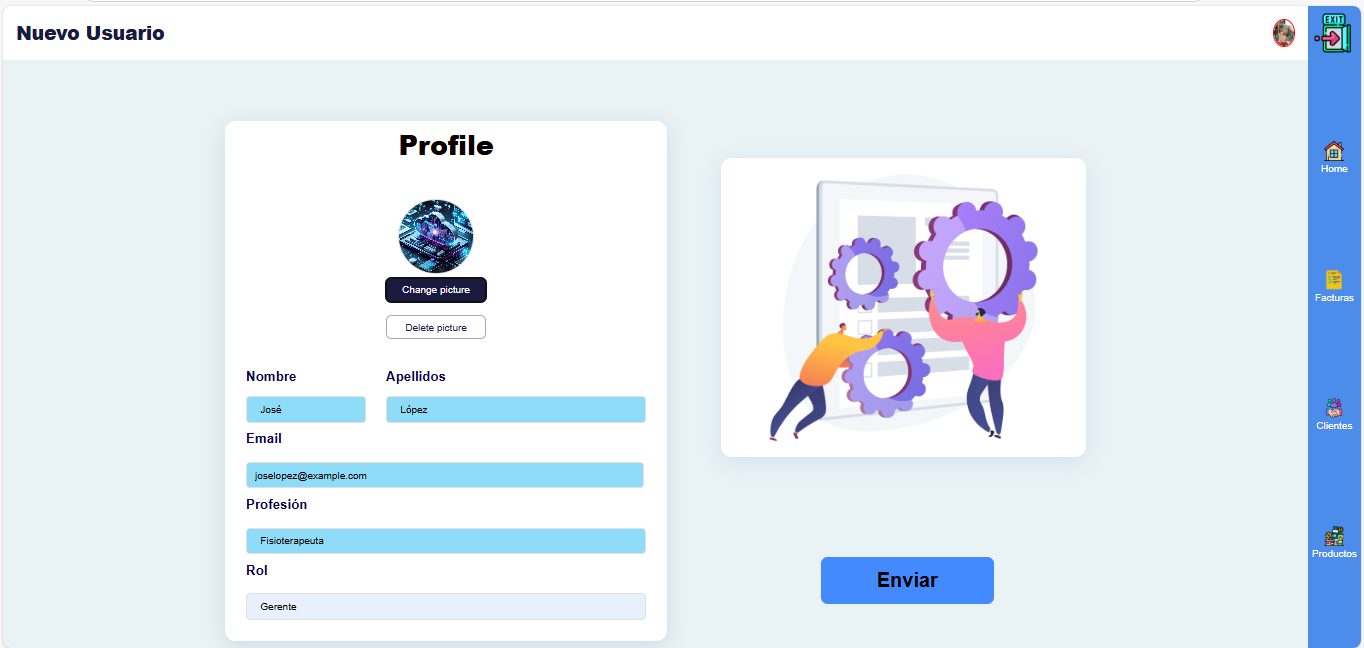 Nuevo Usuario
EXIT
Profile
Change picture
Delete picture
Nombre
Apellidos
José
López
Email
joselopez@example.com
Profesión
Fisioterapeuta
Rol
Gerente
Enviar
Home
Facturas
Clientes
Productos